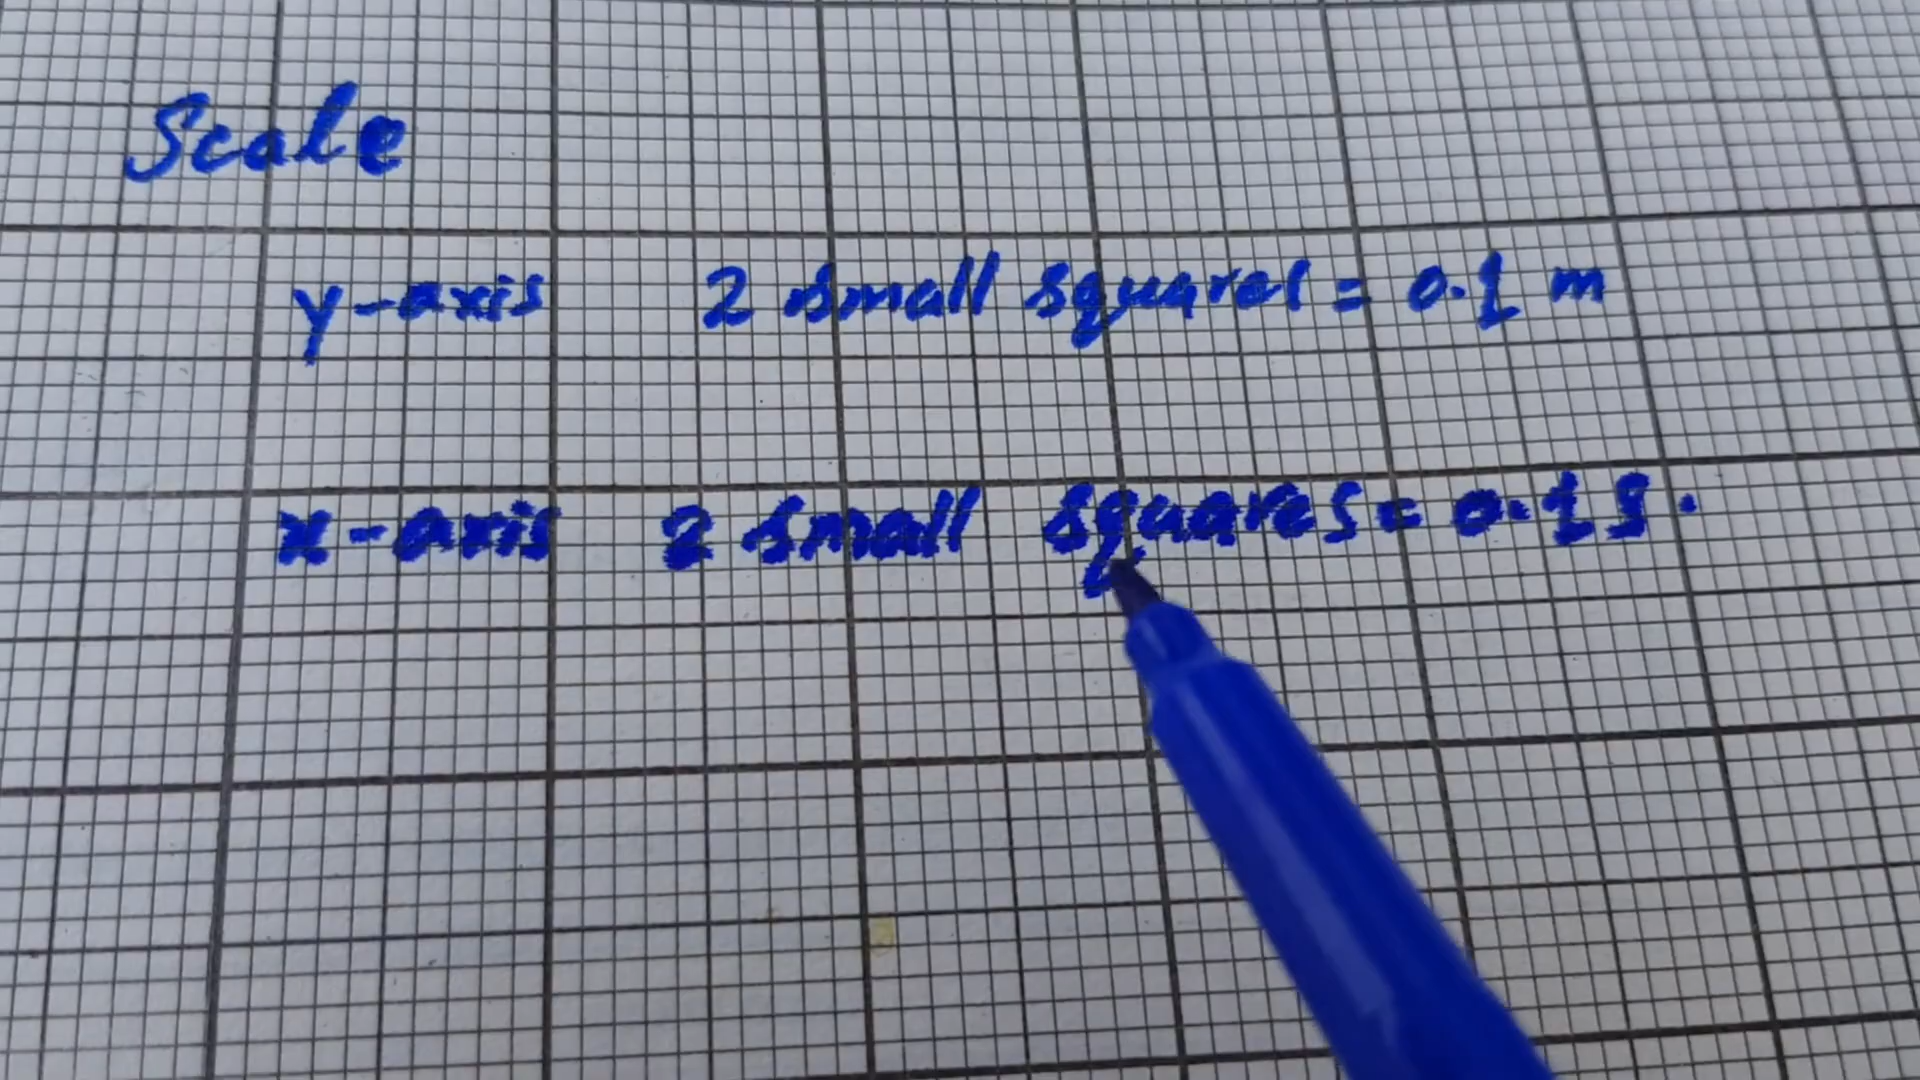 Scale
y-axis 2 small squares = 0.1 m
x-axis 2 small squares = 0.1 s.